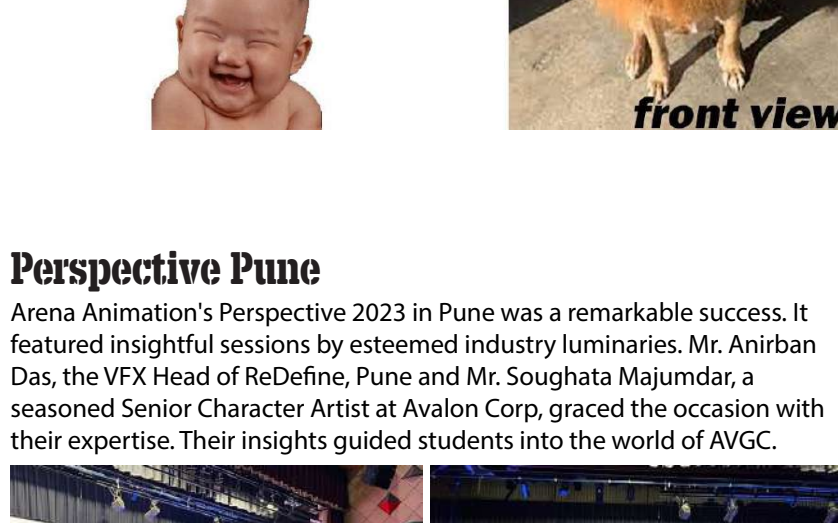 front view
Perspective Pune
Arena Animation's Perspective 2023 in Pune was a remarkable success. It
featured insightful sessions by esteemed industry luminaries. Mr. Anirban
Das, the VFX Head of ReDefine, Pune and Mr. Soughata Majumdar, a
seasoned Senior Character Artist at Avalon Corp, graced the occasion with
their expertise. Their insights guided students into the world of AVGC.